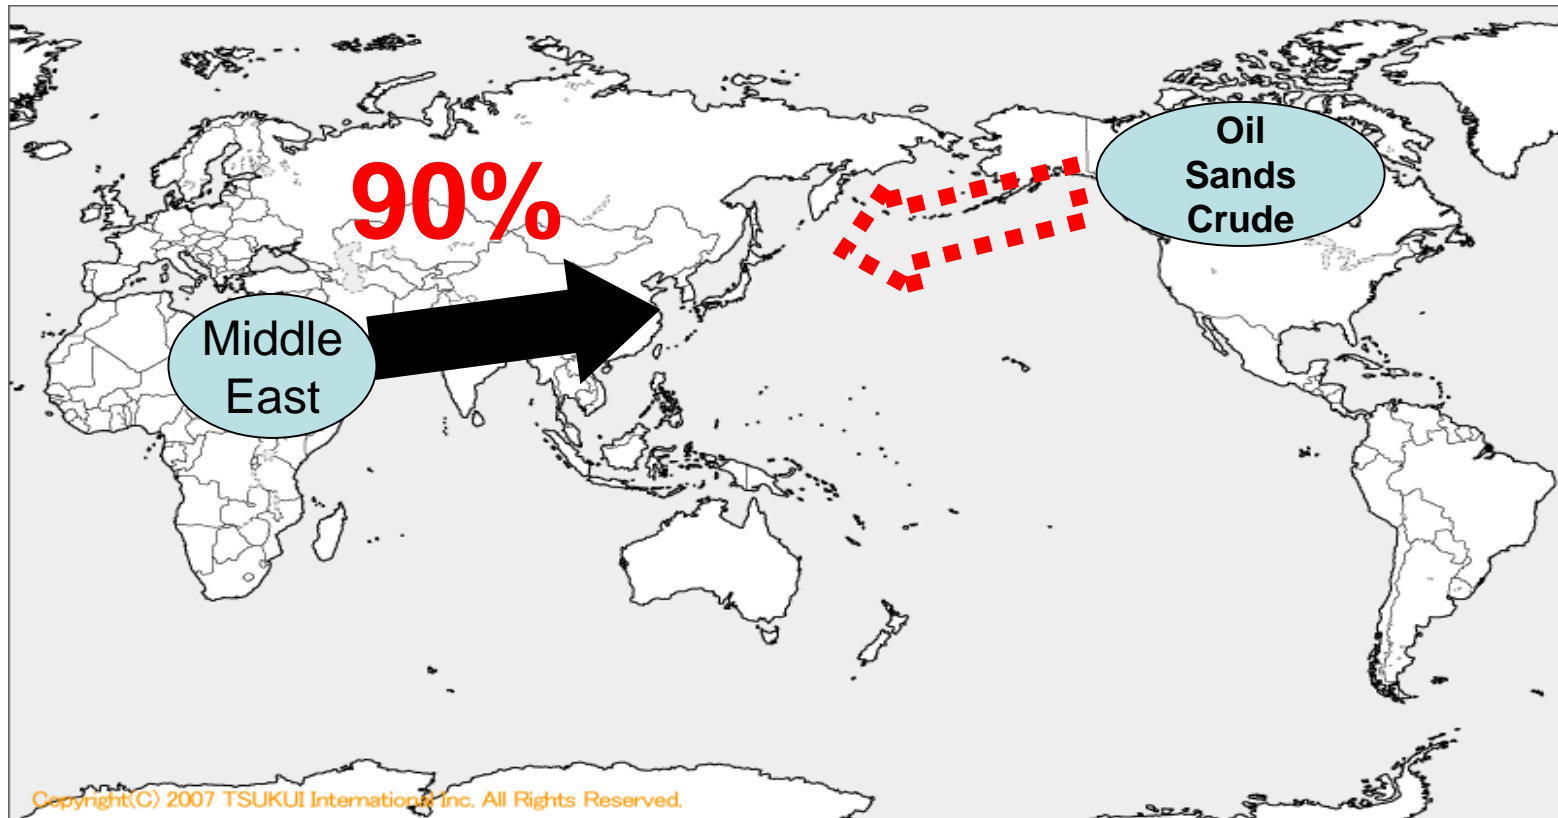 90%
Oil
Sands
Crude
Middle
East
Copyright(C) 2007 TSUKUI International Inc. All Rights Reserved.